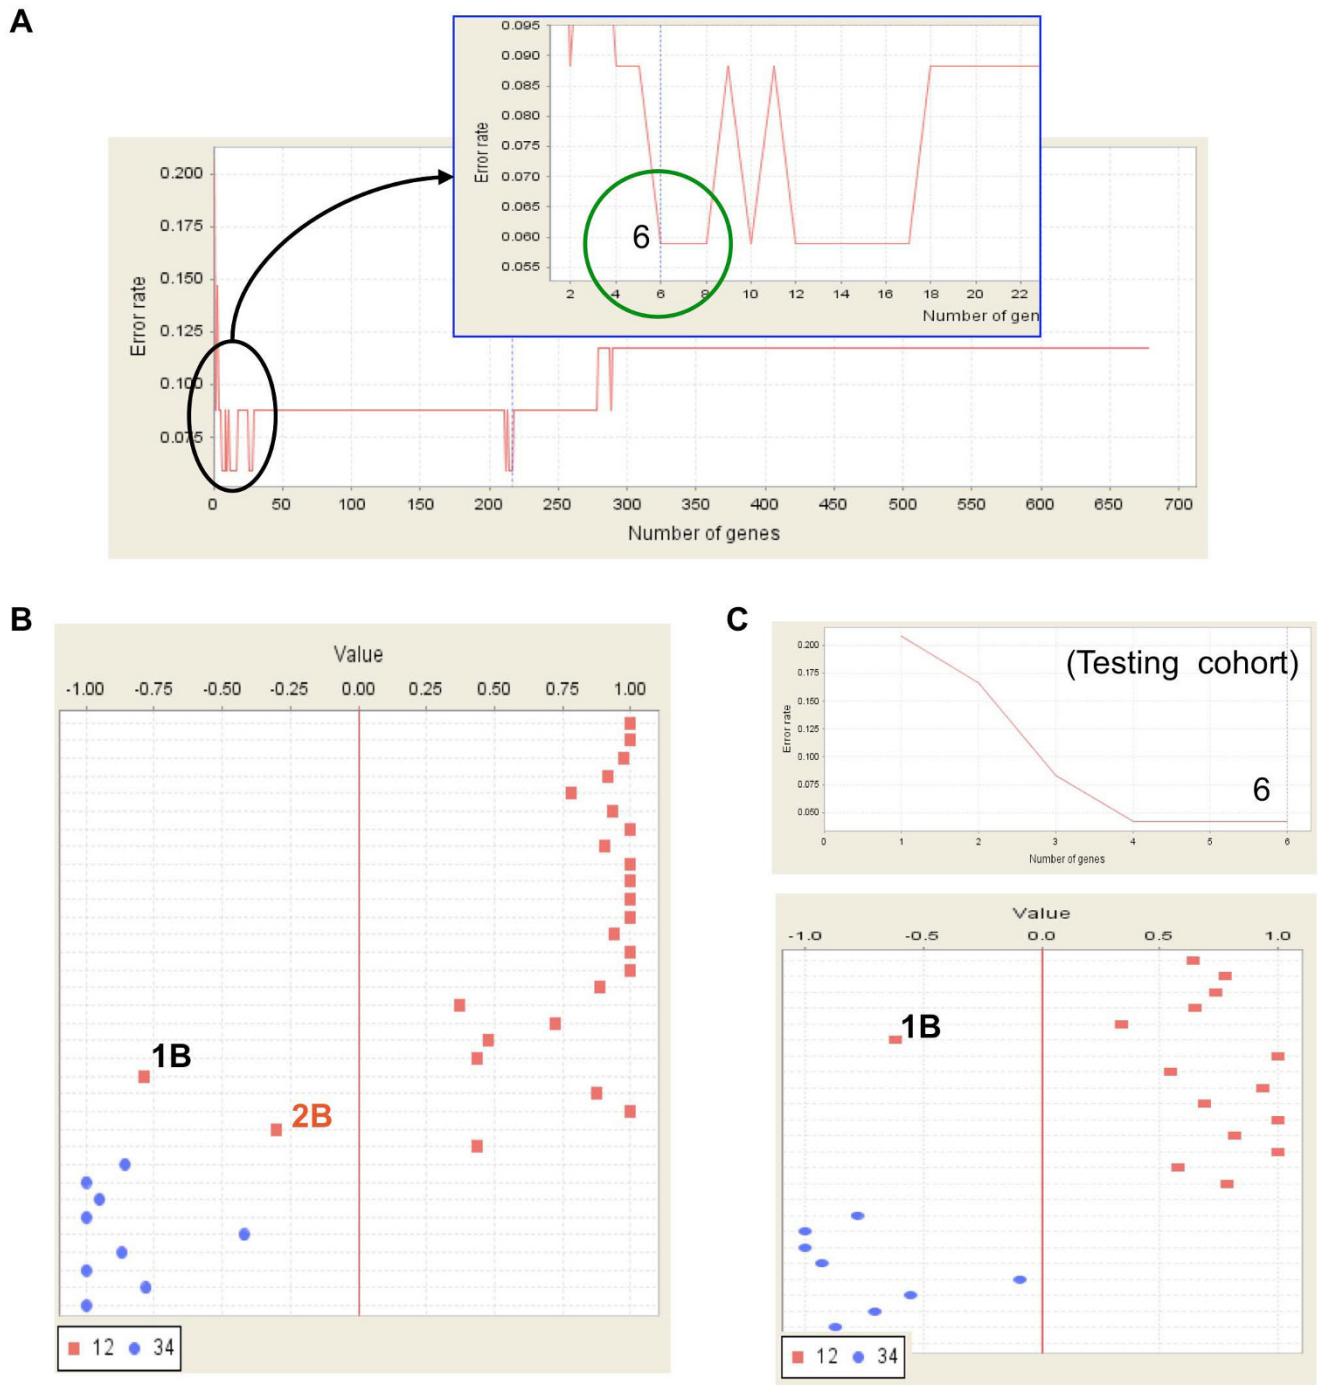 A
0.095
0.090
0.085
0.080
0.075
0.070
0.065
0.060
0.055
Error rate
6
2 4 6 8 10 12 14 16 18 20 22
Number of gen
0.200
0.175
0.150
0.125
0.100
0.075
Error rate
0 50 100 150 200 250 300 350 400 450 500 550 600 650 700
Number of genes
B
Value
-1.00 -0.75 -0.50 -0.25 0.00 0.25 0.50 0.75 1.00
1B
2B
12 34
C
(Testing cohort)
0.200
0.175
0.150
0.125
0.100
0.075
0.050
Error rate
6
0 1 2 3 4 5 6
Number of genes
Value
-1.0 -0.5 0.0 0.5 1.0
1B
12 34